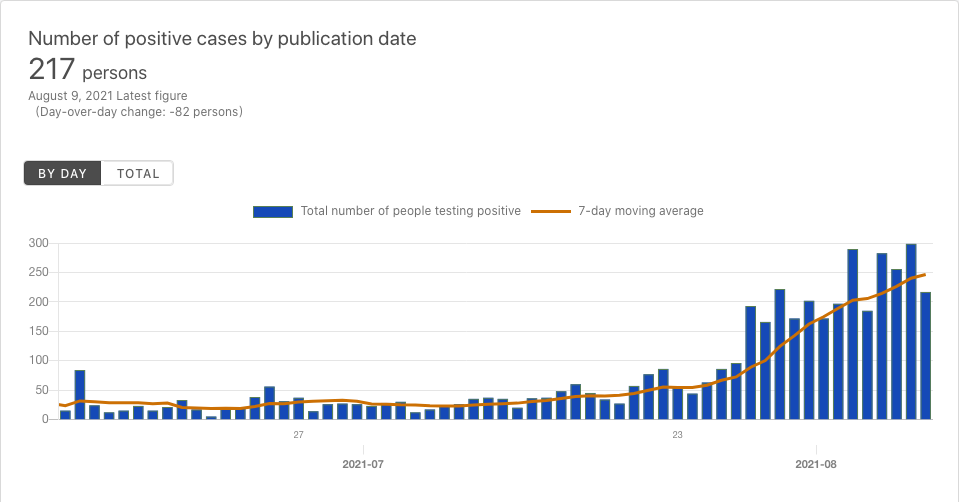 Number of positive cases by publication date
217 persons
August 9, 2021 Latest figure
(Day-over-day change: -82 persons)
BY DAY TOTAL
Total number of people testing positive 7-day moving average
300
250
200
150
100
50
0
27 23
2021-07 2021-08